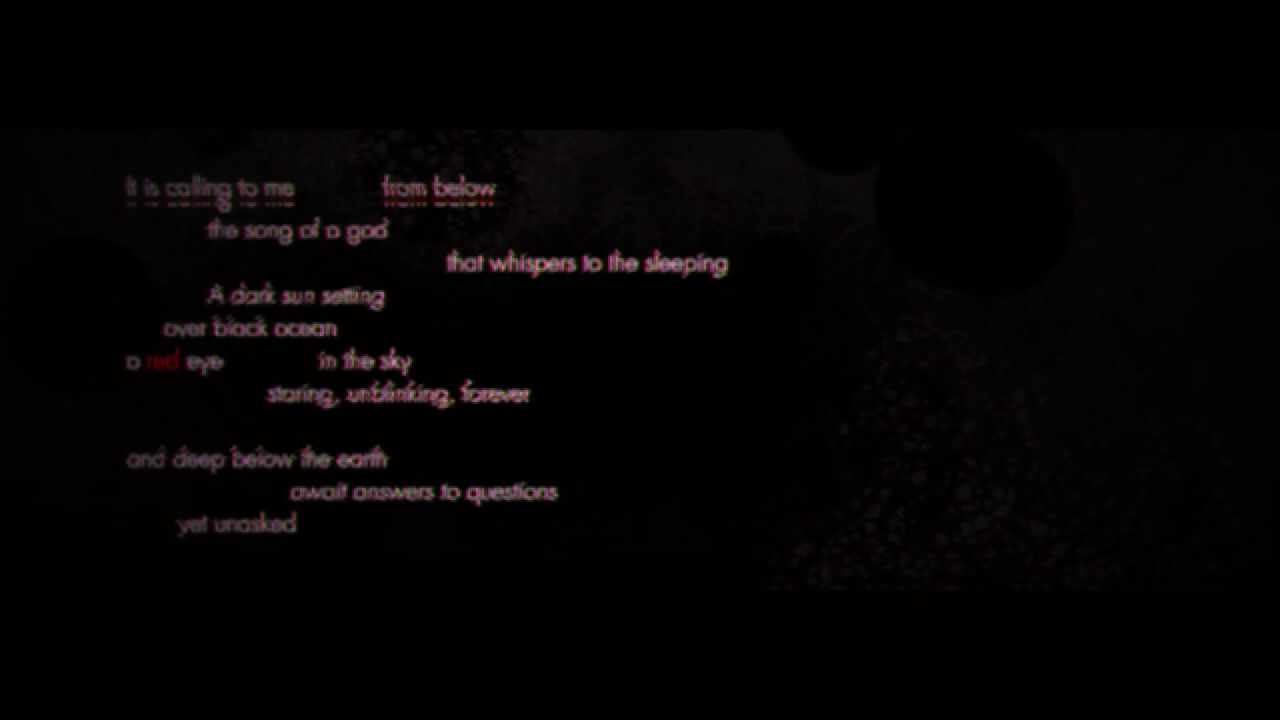 It is calling to me from below
the song of a god
that whispers to the sleeping
A dark sun setting
over black ocean
a red eye in the sky
staring, unblinking, forever
and deep below the earth
await answers to questions
yet unasked